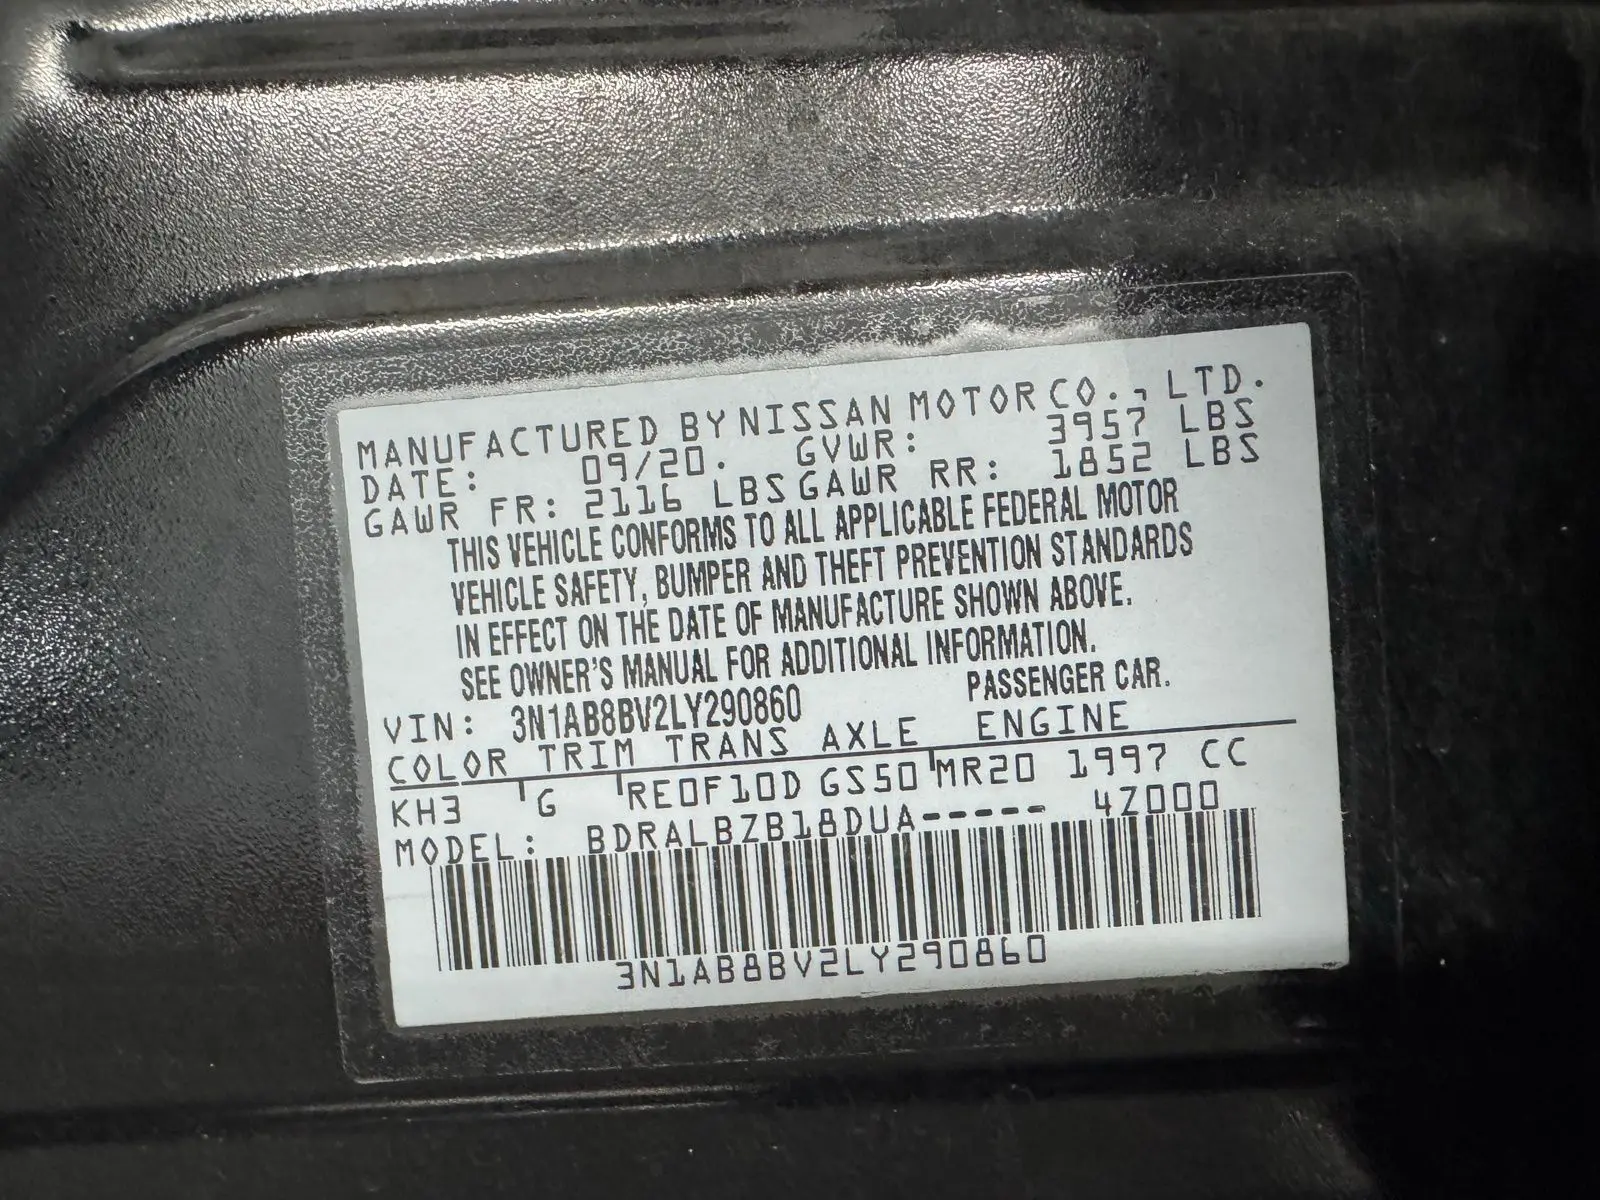 MANUFACTURED BY NISSAN MOTOR CO., LTD.
DATE: 09/20. GVWR: 3957 LBS
GAWR FR: 2116 LBS GAWR RR: 1852 LBS
THIS VEHICLE CONFORMS TO ALL APPLICABLE FEDERAL MOTOR
VEHICLE SAFETY, BUMPER AND THEFT PREVENTION STANDARDS
IN EFFECT ON THE DATE OF MANUFACTURE SHOWN ABOVE.
SEE OWNER'S MANUAL FOR ADDITIONAL INFORMATION.
VIN: 3N1AB8BV2LY290860 PASSENGER CAR.
COLOR TRIM TRANS AXLE ENGINE
KH3 G RE0F10D GS50 MR20 1997 CC
MODEL: BDRALBZB18DUA----- 4Z000
3N1AB8BV2LY290860